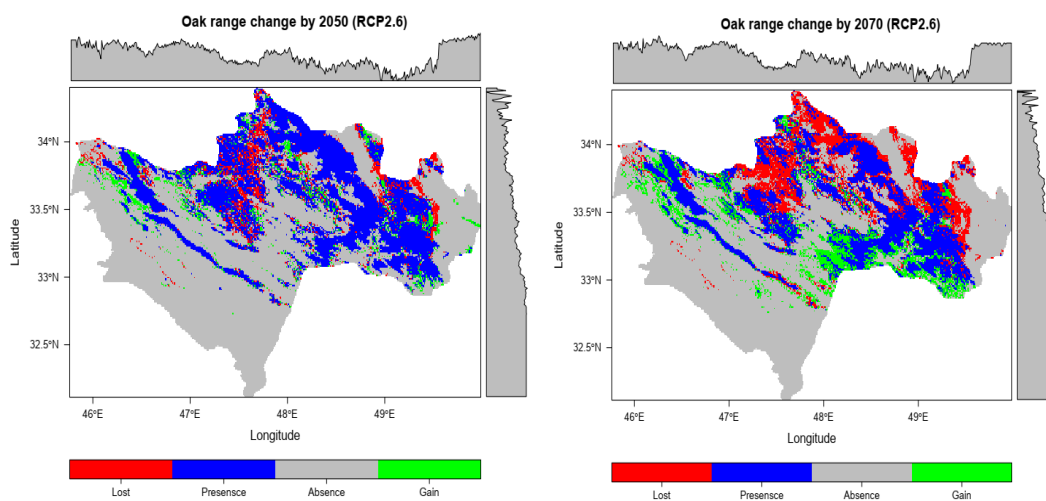 Oak range change by 2050 (RCP2.6)
34°N
33.5°N
33°N
32.5°N
Latitude
46°E 47°E 48°E 49°E
Longitude
Lost Presensce Absence Gain
Oak range change by 2070 (RCP2.6)
34°N
33.5°N
33°N
32.5°N
Latitude
46°E 47°E 48°E 49°E
Longitude
Lost Presensce Absence Gain